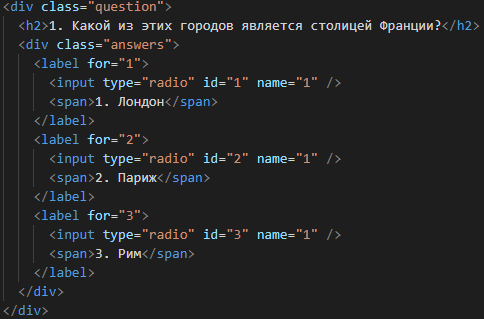 <div class="question">
<h2>1. Какой из этих городов является столицей Франции?</h2>
<div class="answers">
<label for="1">
<input type="radio" id="1" name="1" />
<span>1. Лондон</span>
</label>
<label for="2">
<input type="radio" id="2" name="1" />
<span>2. Париж</span>
</label>
<label for="3">
<input type="radio" id="3" name="1" />
<span>3. Рим</span>
</label>
</div>
</div>